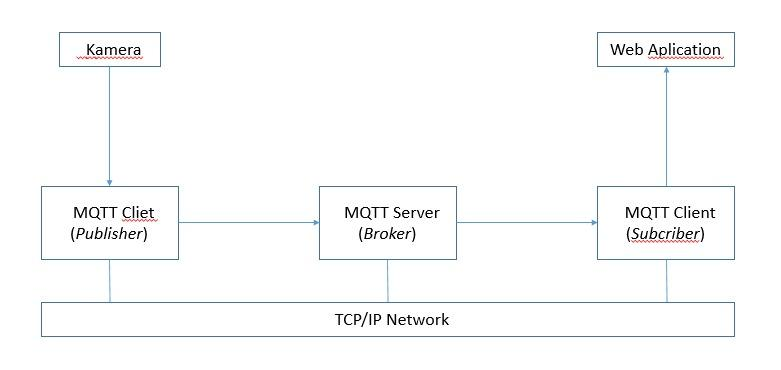 Kamera
Web Aplication
MQTT Cliet
(Publisher)
MQTT Server
(Broker)
MQTT Client
(Subcriber)
TCP/IP Network